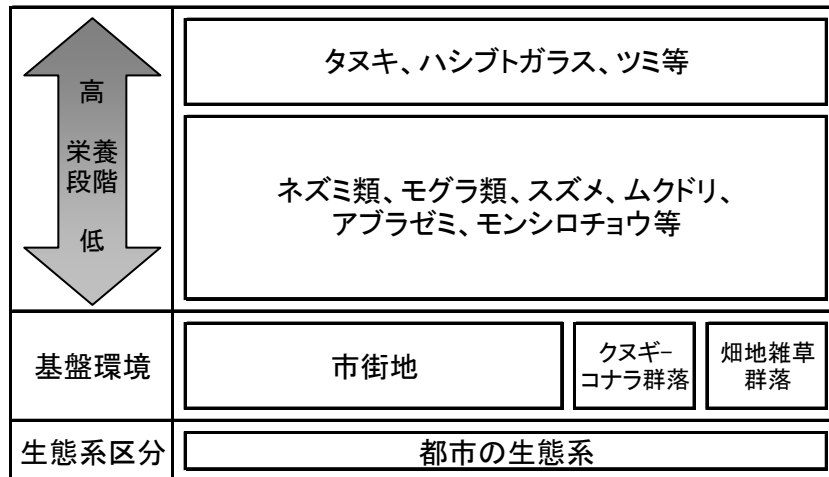 高
栄養
段階
低
タヌキ、ハシブトガラス、ツミ等
ネズミ類、モグラ類、スズメ、ムクドリ、
アブラゼミ、モンシロチョウ等
基盤環境
市街地
クヌギ−
コナラ群落
畑地雑草
群落
生態系区分
都市の生態系